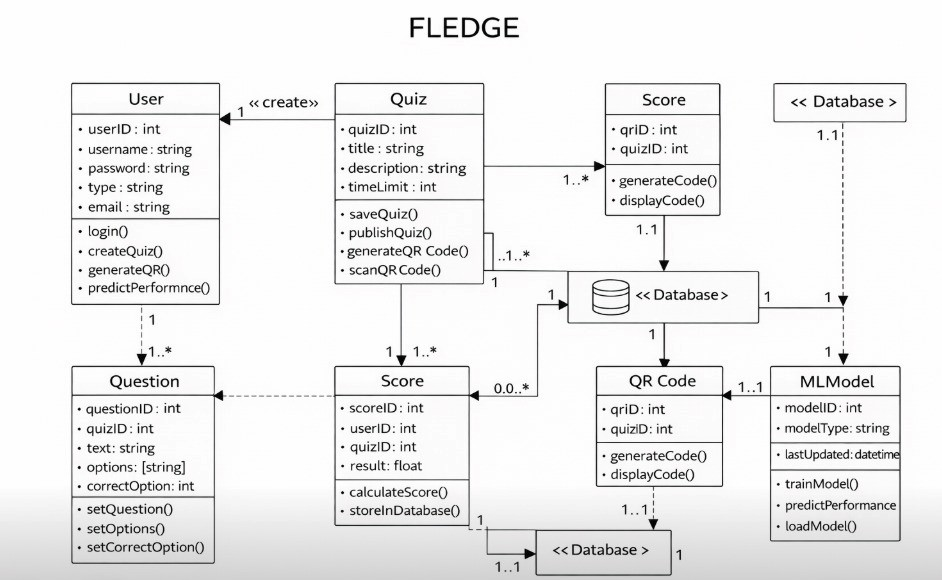 FLEDGE
User
• userID : int
• username : string
• password : string
• type : string
• email : string
• login()
• createQuiz()
• generateQR()
• predictPerformnce()
1
‹‹ create››
Quiz
• quizID : int
• title : string
• description : string
• timeLimit : int
• saveQuiz()
• publishQuiz()
• generateQR Code()
• scanQR Code()
1..*
..1..*
1
Score
• qrID : int
• quizID : int
• generateCode()
• displayCode()
1.1
<< Database >
1.1
<< Database>
1
1
1
1
1
1
1..*
1
1..*
0.0..*
Question
• questionID : int
• quizID : int
• text: string
• options: [string]
• correctOption: int
• setQuestion()
• setOptions()
• setCorrectOption()
Score
• scoreID : int
• userID : int
• quizID : int
• result: float
• calculateScore()
• storeInDatabase()
1
1..1
QR Code
• qriD: int
• quiziD: int
• generateCode()
• displayCode()
1..1
1..1
MLModel
• modelID : int
• modelType: string
• lastUpdated: datetime
• trainModel()
• predictPerformance
• loadModel()
<< Database >
1